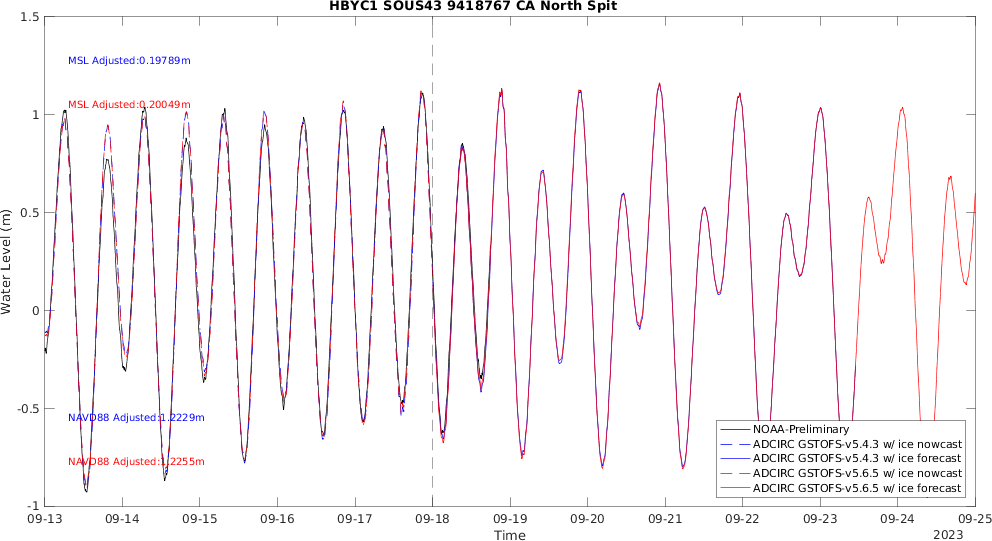 HBYC1 SOUS43 9418767 CA North Spit
1.5
1
0.5
0
-0.5
-1
Water Level (m)
MSL Adjusted:0.19789m
MSL Adjusted:0.20049m
NAVD88 Adjusted:1.2229m
NAVD88 Adjusted:1.2255m
NOAA-Preliminary
ADCIRC GSTOFS-v5.4.3 w/ ice nowcast
ADCIRC GSTOFS-v5.4.3 w/ ice forecast
ADCIRC GSTOFS-v5.6.5 w/ ice nowcast
ADCIRC GSTOFS-v5.6.5 w/ ice forecast
09-13 09-14 09-15 09-16 09-17 09-18 09-19 09-20 09-21 09-22 09-23 09-24 09-25
Time
2023